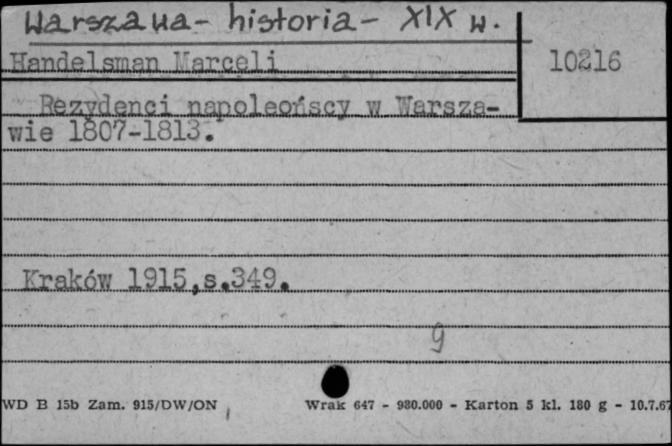 Warszawa - historia - XIX w.
Handelsman Marceli
10216
Rezydenci napoleońscy w Warsza-
wie 1807-1813.
Kraków 1915,s.349.
9
WD B 15b Zam. 915/DW/ON
Wrak 647 - 980.000 - Karton 5 kl. 180 g - 10.7.67